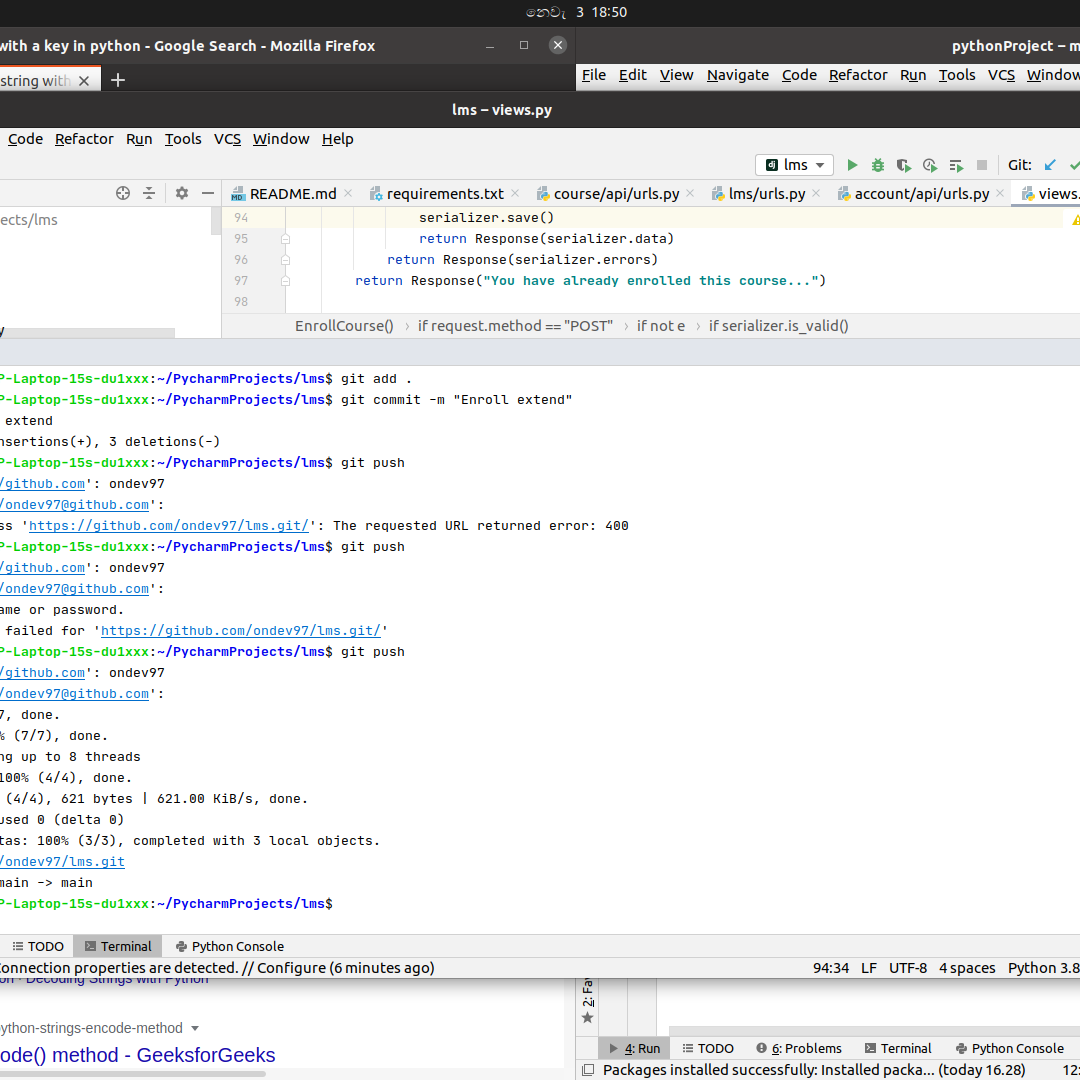 නොවැ 3 18:50
with a key in python - Google Search - Mozilla Firefox
pythonProject – m
string with
File Edit View Navigate Code Refactor Run Tools VCS Window
lms – views.py
Code Refactor Run Tools VCS Window Help
lms Git:
README.md requirements.txt course/api/urls.py lms/urls.py account/api/urls.py views.
ects/lms
94 serializer.save()
95 return Response(serializer.data)
96 return Response(serializer.errors)
97 return Response("You have already enrolled this course...")
98
y
EnrollCourse() › if request.method == "POST" › if not e › if serializer.is_valid()
P-Laptop-15s-du1xxx:~/PycharmProjects/lms$ git add .
P-Laptop-15s-du1xxx:~/PycharmProjects/lms$ git commit -m "Enroll extend"
extend
nsertions(+), 3 deletions(-)
P-Laptop-15s-du1xxx:~/PycharmProjects/lms$ git push
/github.com': ondev97
/ondev97@github.com':
ss 'https://github.com/ondev97/lms.git/': The requested URL returned error: 400
P-Laptop-15s-du1xxx:~/PycharmProjects/lms$ git push
/github.com': ondev97
/ondev97@github.com':
ame or password.
failed for 'https://github.com/ondev97/lms.git/'
P-Laptop-15s-du1xxx:~/PycharmProjects/lms$ git push
/github.com': ondev97
/ondev97@github.com':
7, done.
% (7/7), done.
ng up to 8 threads
100% (4/4), done.
(4/4), 621 bytes | 621.00 KiB/s, done.
used 0 (delta 0)
tas: 100% (3/3), completed with 3 local objects.
/ondev97/lms.git
main -> main
P-Laptop-15s-du1xxx:~/PycharmProjects/lms$
TODO Terminal Python Console
Connection properties are detected. // Configure (6 minutes ago)
94:34 LF UTF-8 4 spaces Python 3.8
on · Decoding Strings with Python
2: Fa
ython-strings-encode-method
ode() method - GeeksforGeeks
4: Run TODO 6: Problems Terminal Python Console
Packages installed successfully: Installed packa... (today 16.28) 12: